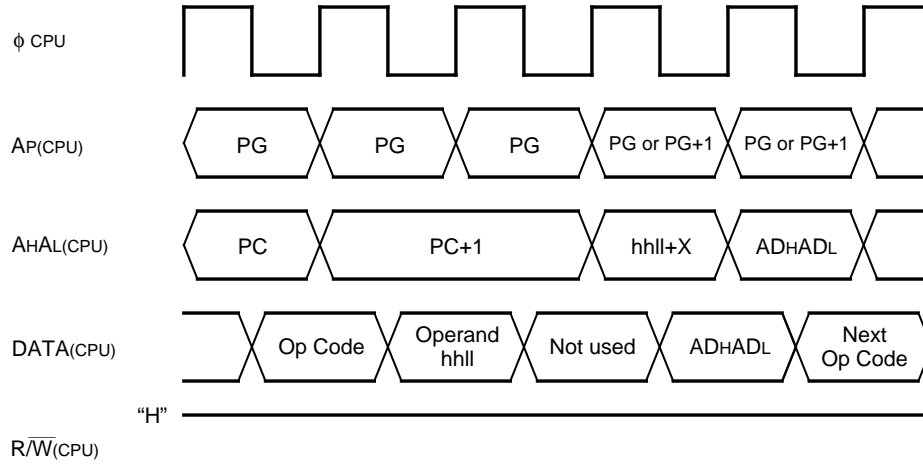 ϕ CPU
AP(CPU)
PG
PG
PG
PG or PG+1
PG or PG+1
AHAL(CPU)
PC
PC+1
hhll+X
ADHADL
DATA(CPU)
Op Code
Operand
hhll
Not used
ADHADL
Next
Op Code
“H”
R/W̅(CPU)